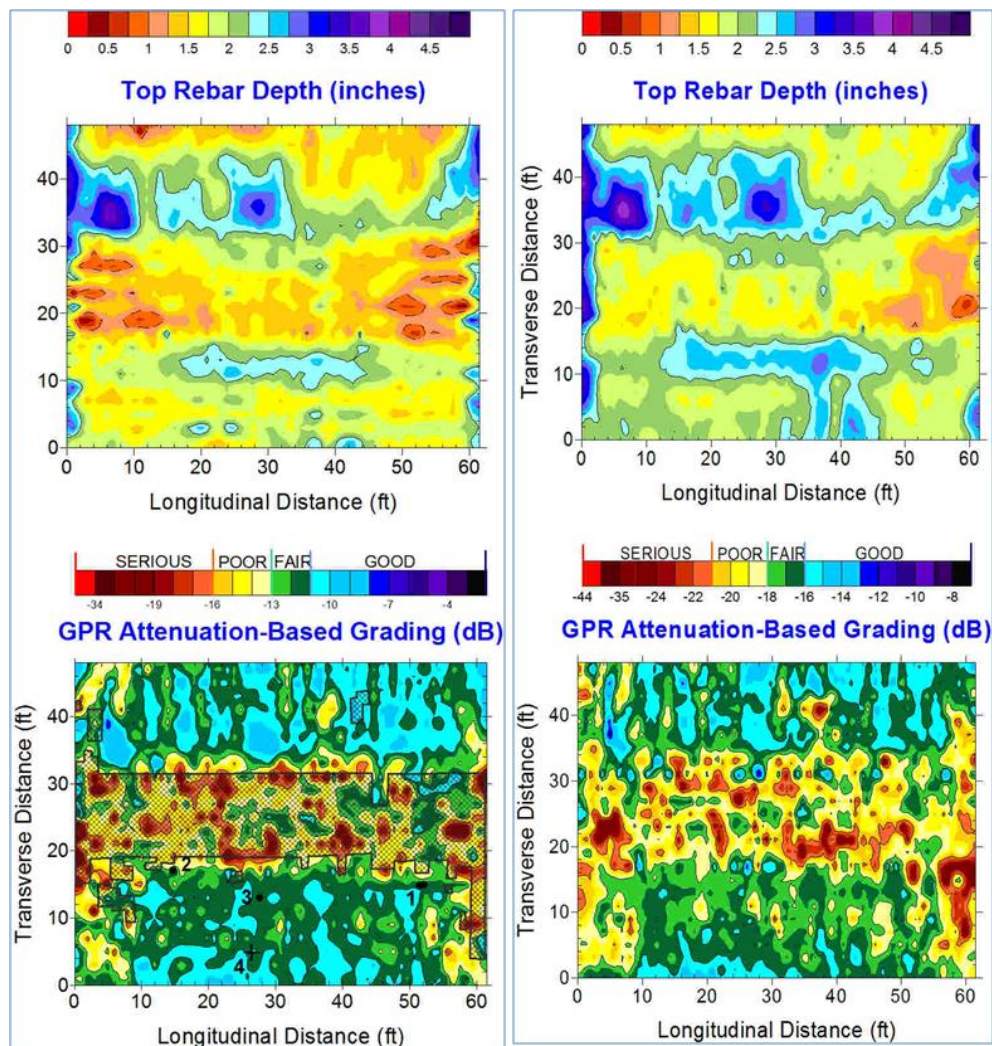 0 0.5 1 1.5 2 2.5 3 3.5 4 4.5
Top Rebar Depth (inches)
40
30
20
10
0
0 10 20 30 40 50 60
Longitudinal Distance (ft)
SERIOUS POOR FAIR GOOD
-34 -19 -16 -13 -10 -7 -4
GPR Attenuation-Based Grading (dB)
Transverse Distance (ft)
40
30
20
10
0
2
1
3
4
0 10 20 30 40 50 60
Longitudinal Distance (ft)
0 0.5 1 1.5 2 2.5 3 3.5 4 4.5
Top Rebar Depth (inches)
Transverse Distance (ft)
40
30
20
10
0
0 10 20 30 40 50 60
Longitudinal Distance (ft)
SERIOUS POOR FAIR GOOD
-44 -35 -24 -22 -20 -18 -16 -14 -12 -10 -8
GPR Attenuation-Based Grading (dB)
Transverse Distance (ft)
40
30
20
10
0
0 10 20 30 40 50 60
Longitudinal Distance (ft)